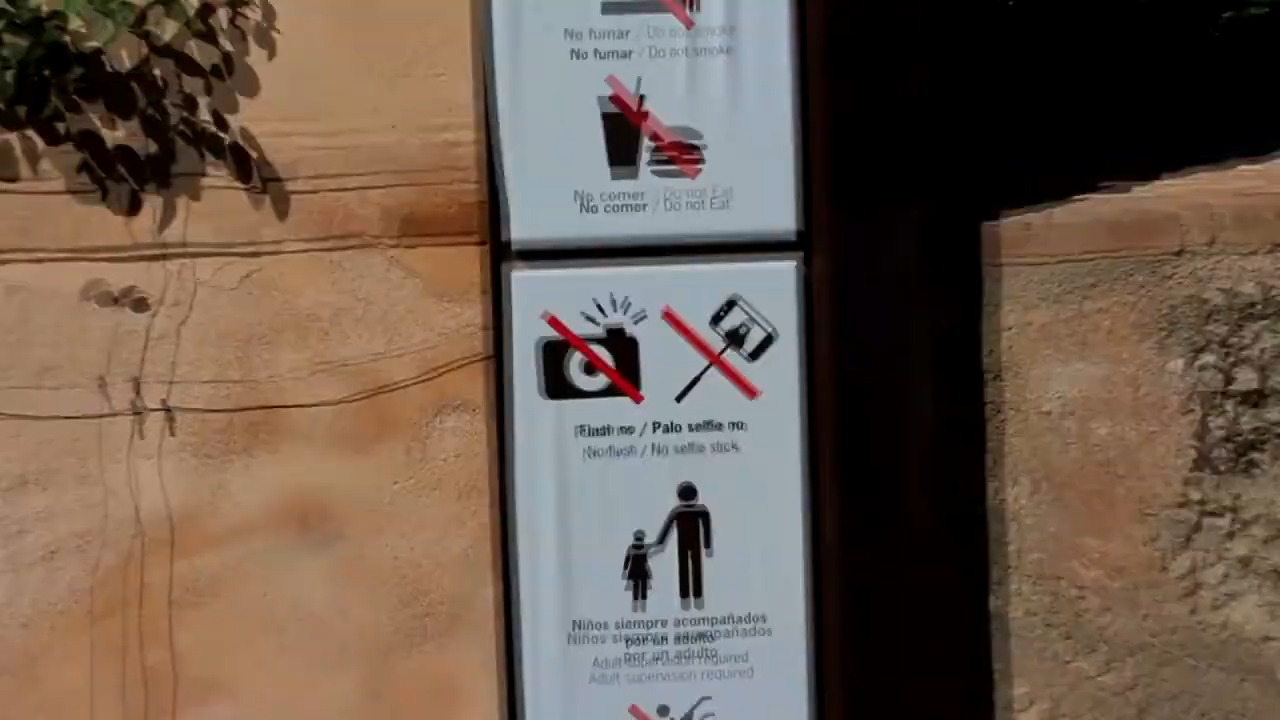 No fumar / Do not smoke
No comer / Do not Eat
Flash no / Palo selfie no
No flash / No selfie stick
Niños siempre acompañados
por un adulto
Adult supervision required